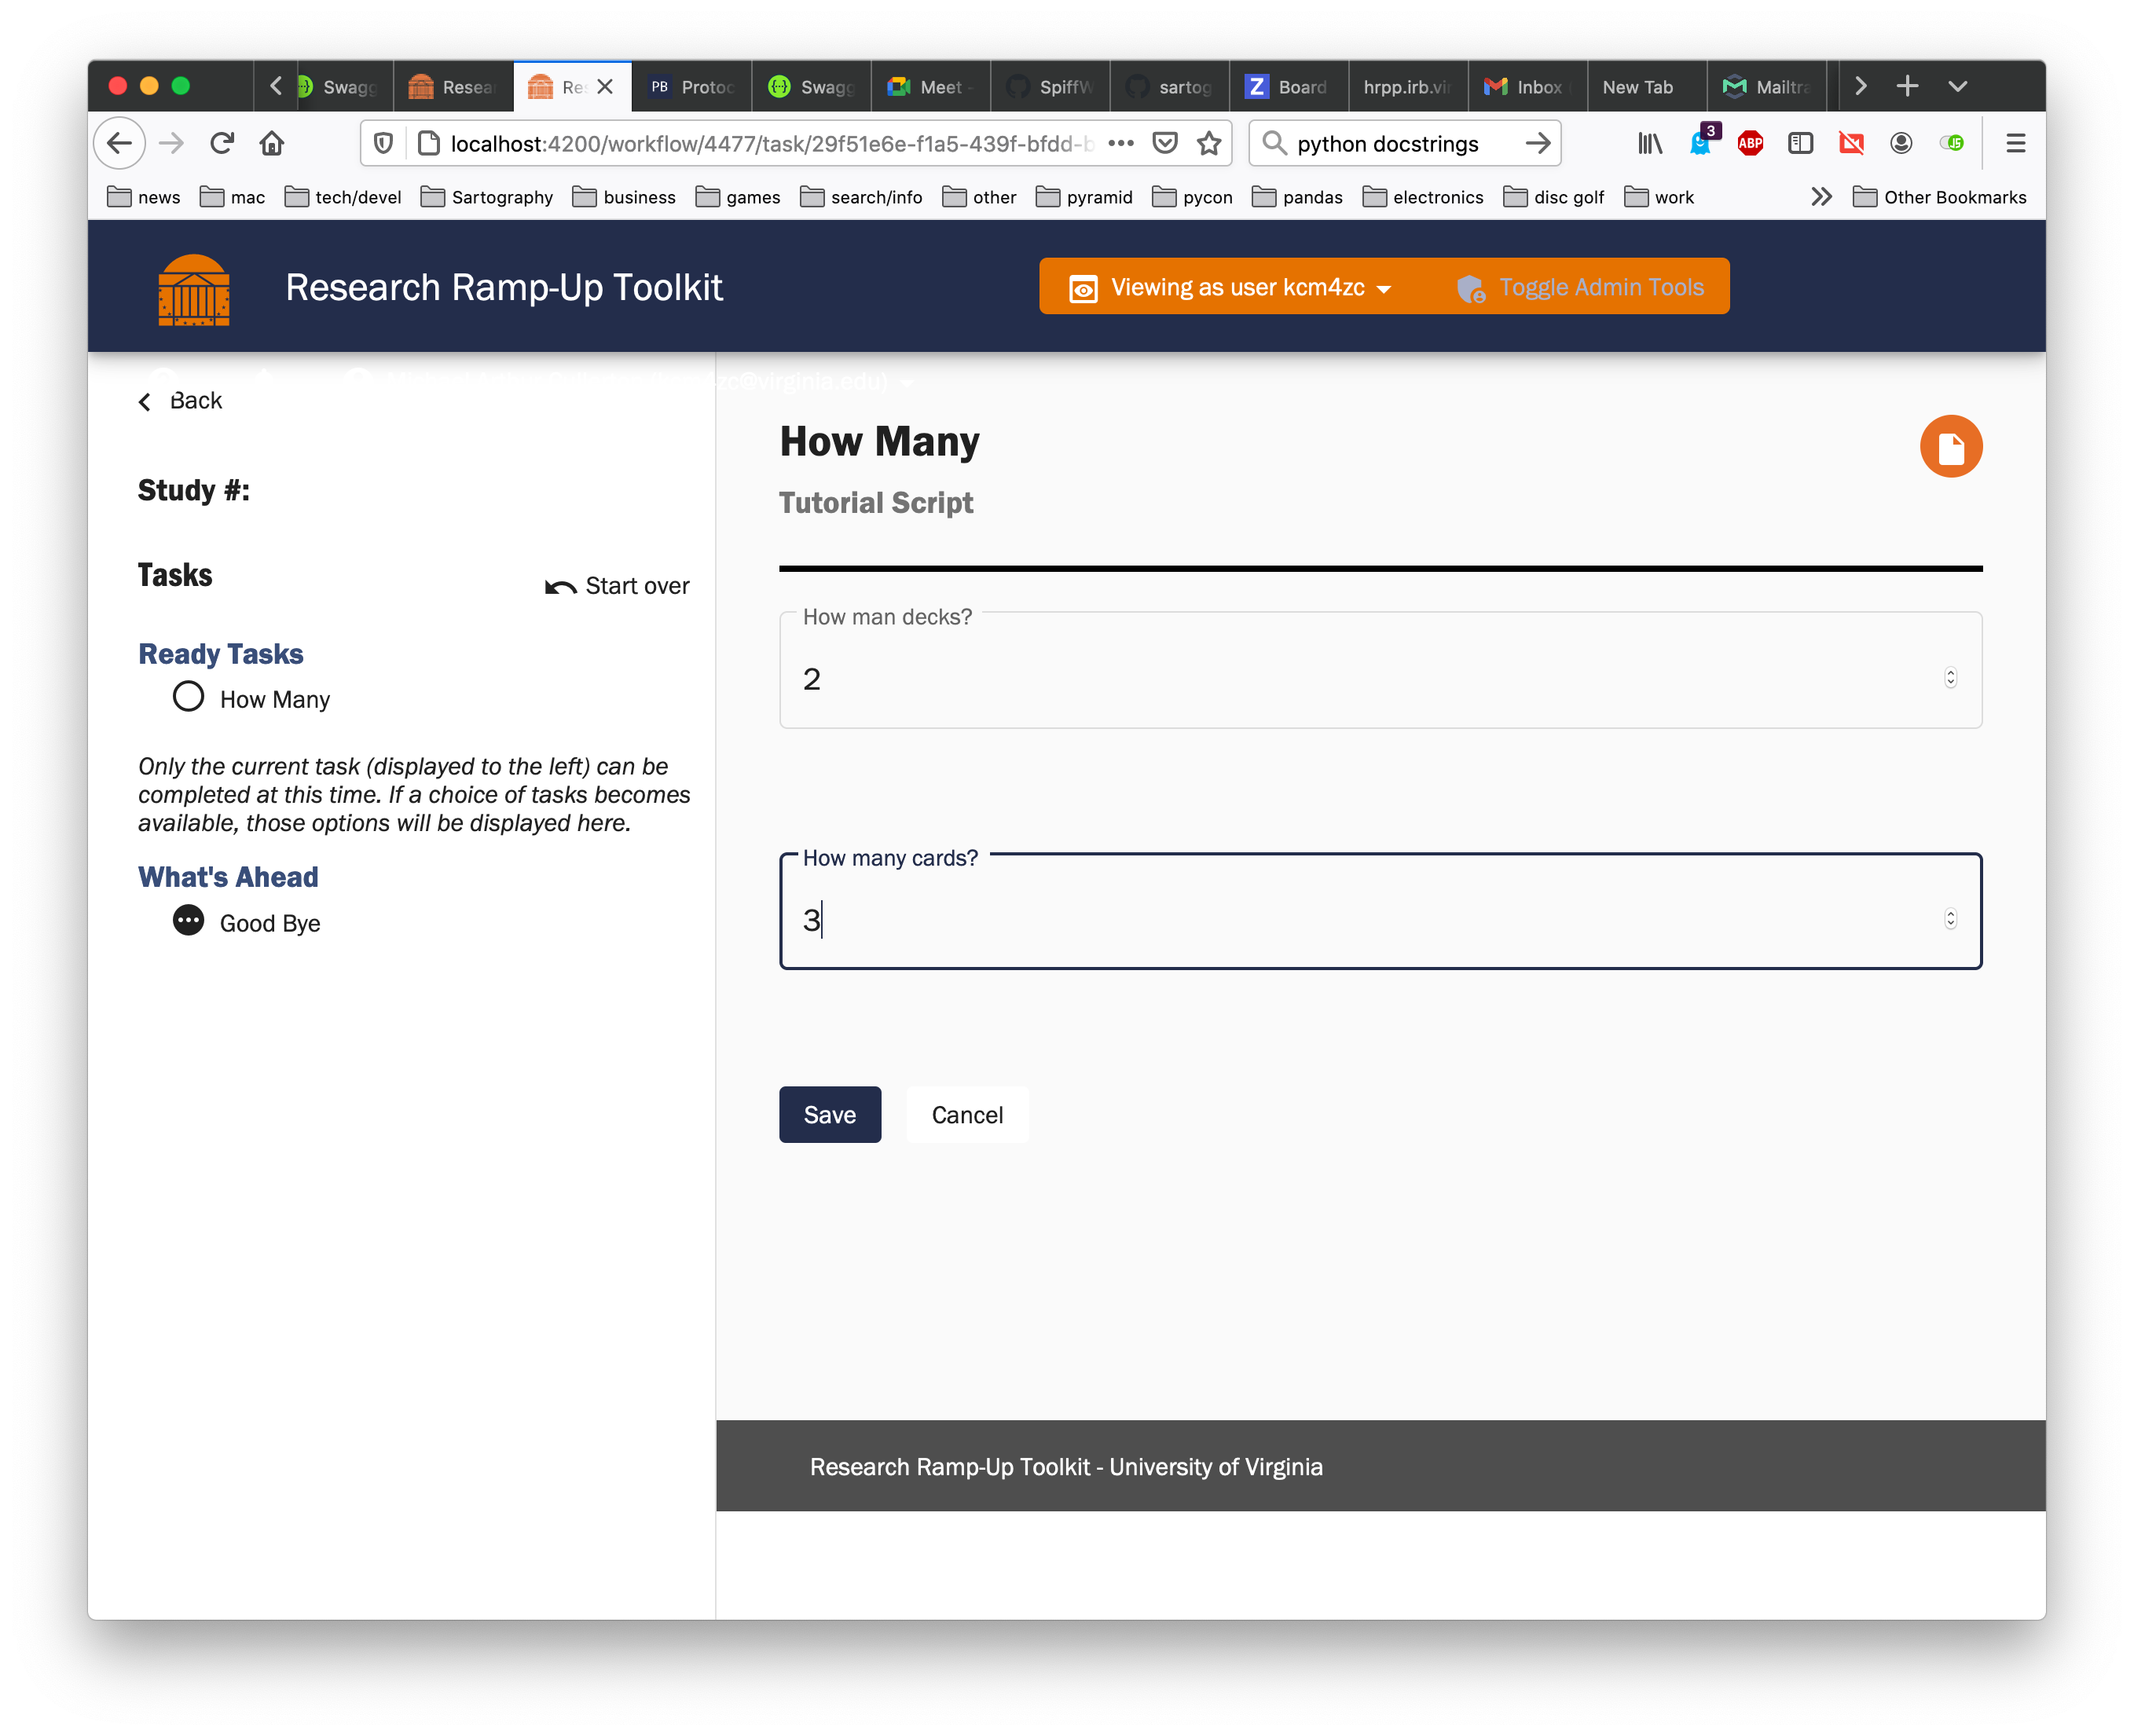 Swagg
Resea
Re
PB Protoc
Swagg
Meet -
SpiffW
sartog
Z Board
hrpp.irb.vir
Inbox
New Tab
Mailtra
localhost:4200/workflow/4477/task/29f51e6e-f1a5-439f-bfdd-b
python docstrings
3
ABP
JS
news
mac
tech/devel
Sartography
business
games
search/info
other
pyramid
pycon
pandas
electronics
disc golf
work
Other Bookmarks
Research Ramp-Up Toolkit
Viewing as user kcm4zc
Toggle Admin Tools
zc@virginia.edu)
Back
Study #:
Tasks
Start over
Ready Tasks
How Many
Only the current task (displayed to the left) can be
completed at this time. If a choice of tasks becomes
available, those options will be displayed here.
What's Ahead
Good Bye
How Many
Tutorial Script
How man decks?
2
How many cards?
3
Save
Cancel
Research Ramp-Up Toolkit - University of Virginia